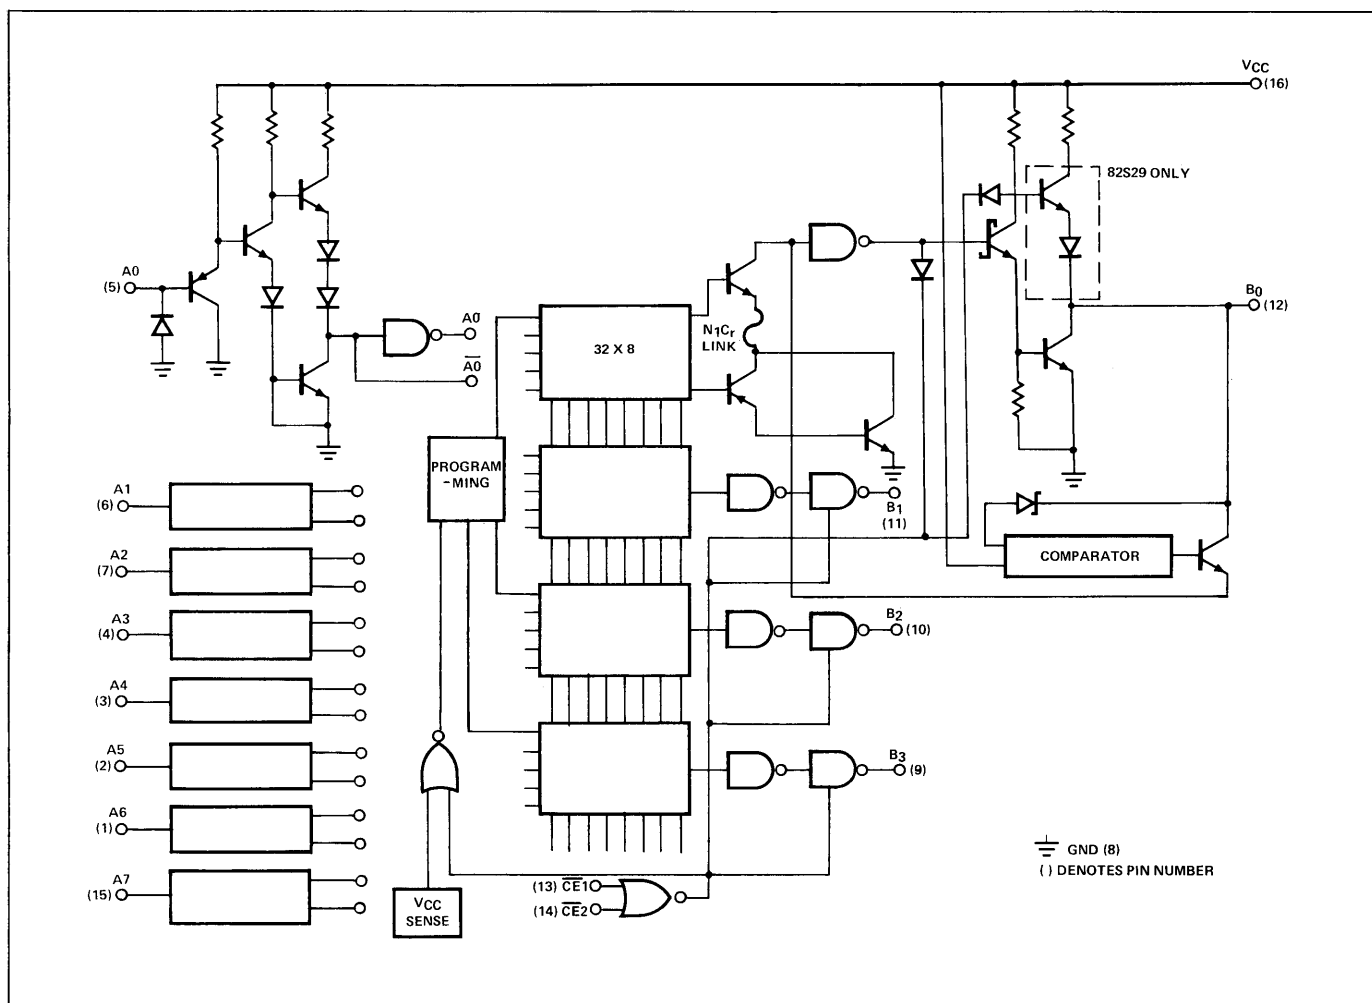 VCC
(16)
82S29 ONLY
A0
(5)
A0
A0
32 X 8
N1Cr
LINK
B0
(12)
PROGRAM
-MING
A1
(6)
B1
(11)
COMPARATOR
A2
(7)
A3
(4)
B2
(10)
A4
(3)
A5
(2)
B3
(9)
A6
(1)
GND (8)
( ) DENOTES PIN NUMBER
A7
(15)
VCC
SENSE
(13) CE1
(14) CE2